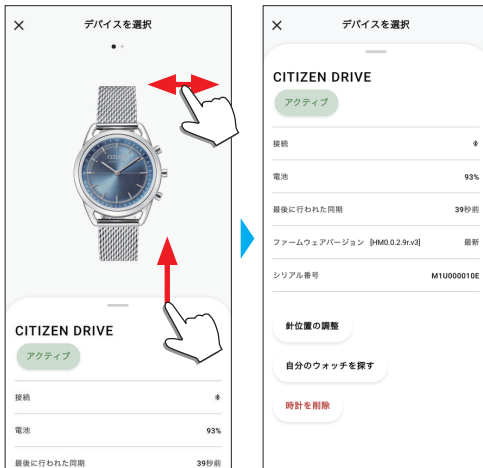 デバイスを選択
CITIZEN
CITIZEN DRIVE
アクティブ
接続
電池 93%
最後に行われた同期 39秒前
デバイスを選択
CITIZEN DRIVE
アクティブ
接続
電池 93%
最後に行われた同期 39秒前
ファームウェアバージョン [HM0.0.2.9r.v3] 最新
シリアル番号 M1U000010E
針位置の調整
自分のウォッチを探す
時計を削除